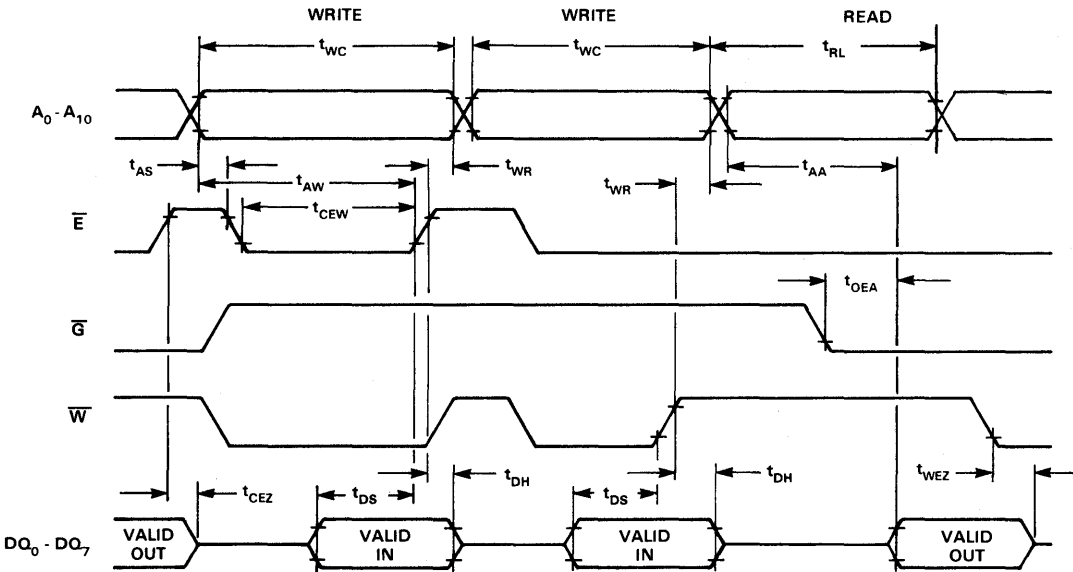 WRITE WRITE READ
tWC tWC tRL
A0 - A10
tAS tWR tAA
tAW tWR
tCEW
E̅
tOEA
G̅
W̅
tCEZ tDS tDH tDS tDH tWEZ
DQ0 - DQ7 VALID OUT VALID IN VALID IN VALID OUT